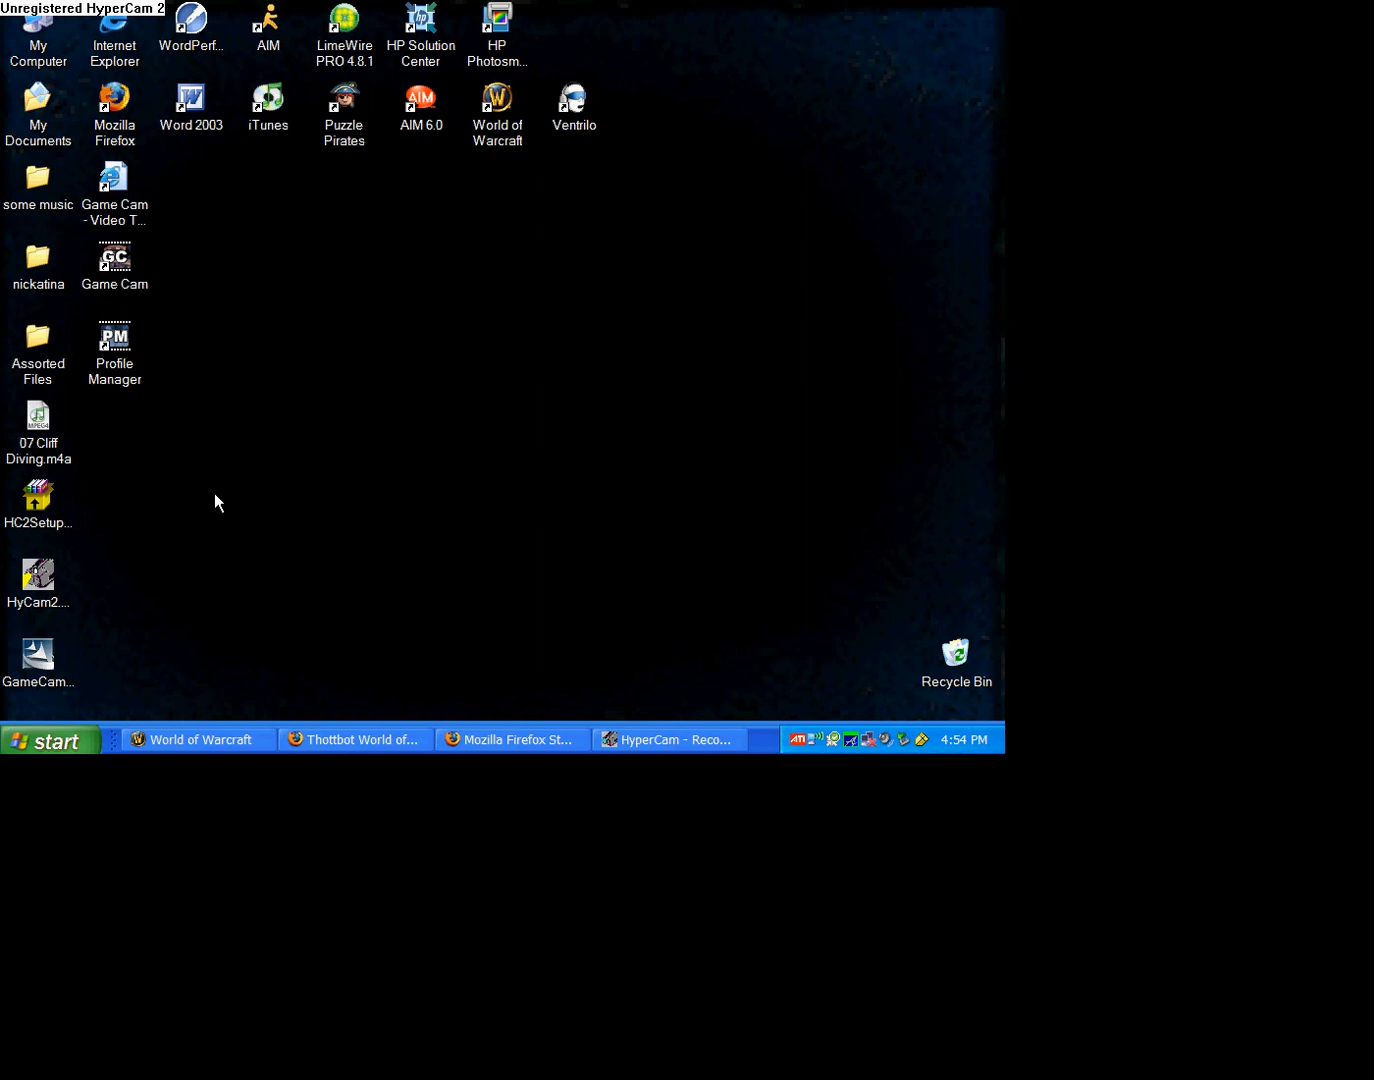 Unregistered HyperCam 2
My Computer
Internet Explorer
WordPerf...
AIM
LimeWire PRO 4.8.1
HP Solution Center
HP Photosm...
My Documents
Mozilla Firefox
Word 2003
iTunes
Puzzle Pirates
AIM 6.0
World of Warcraft
Ventrilo
some music
Game Cam - Video T...
nickatina
Game Cam
Assorted Files
Profile Manager
07 Cliff Diving.m4a
HC2Setup...
HyCam2....
GameCam...
Recycle Bin
start
World of Warcraft
Thottbot World of...
Mozilla Firefox St...
HyperCam - Reco...
4:54 PM